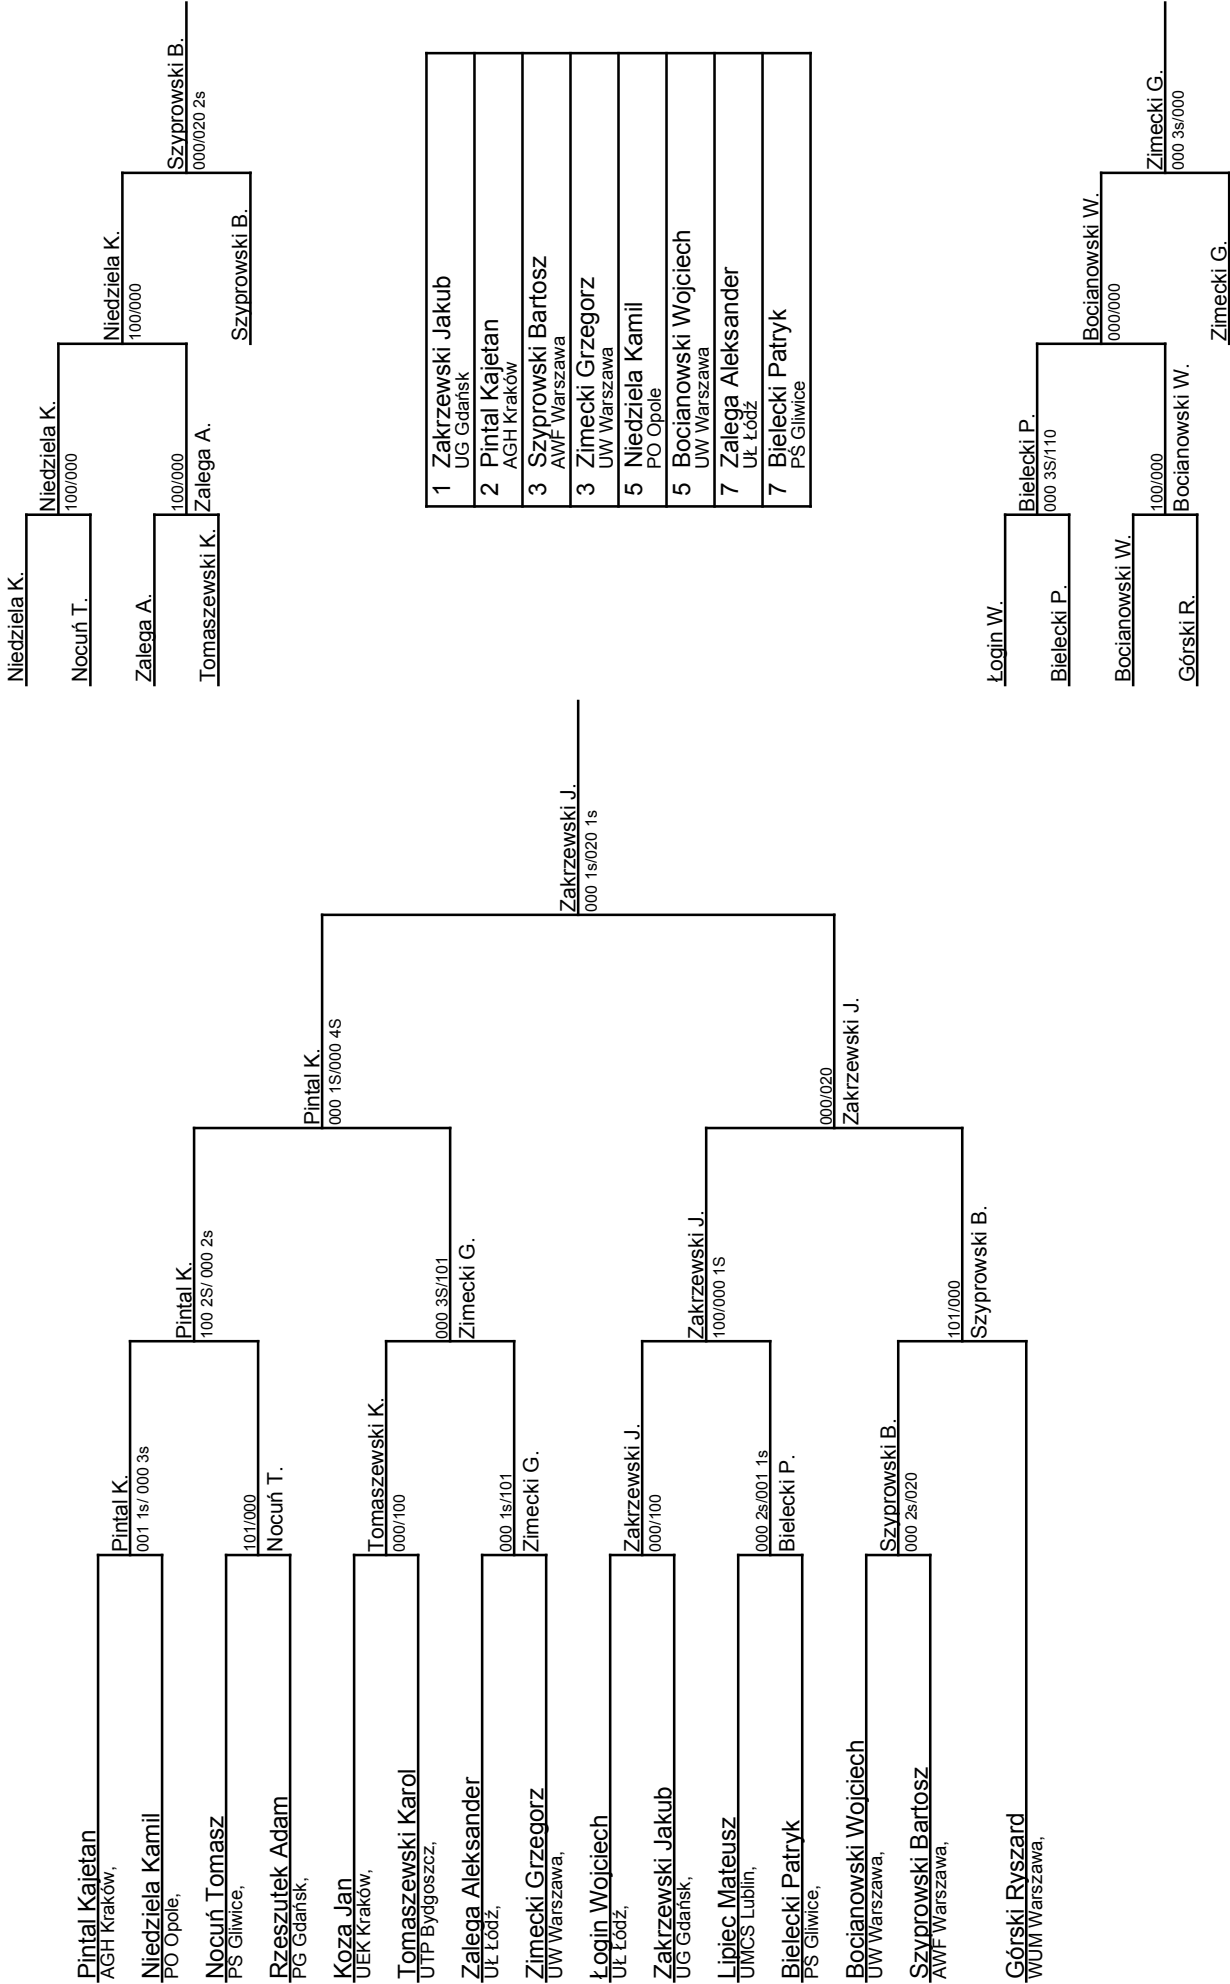 Pintal Kajetan
AGH Kraków,
Niedziela Kamil
PO Opole,
Nocuń Tomasz
PS Gliwice,
Rzeszutek Adam
PG Gdańsk,
Koza Jan
UEK Kraków,
Tomaszewski Karol
UTP Bydgoszcz,
Zalega Aleksander
UŁ Łódź,
Zimecki Grzegorz
UW Warszawa,
Łogin Wojciech
UŁ Łódź,
Zakrzewski Jakub
UG Gdańsk,
Lipiec Mateusz
UMCS Lublin,
Bielecki Patryk
PŚ Gliwice,
Bocianowski Wojciech
UW Warszawa,
Szyprowski Bartosz
AWF Warszawa,
Górski Ryszard
WUM Warszawa,
Pintal K.
001 1s/ 000 3s
101/000
Nocuń T.
Tomaszewski K.
000/100
000 1s/101
Zimecki G.
Zakrzewski J.
000/100
000 2s/001 1s
Bielecki P.
Szyprowski B.
000 2s/020
Pintal K.
100 2S/ 000 2s
000 3S/101
Zimecki G.
Zakrzewski J.
100/000 1S
101/000
Szyprowski B.
Pintal K.
000 1S/000 4S
000/020
Zakrzewski J.
Zakrzewski J.
000 1s/020 1s
Niedziela K.
Nocuń T.
Zalega A.
Tomaszewski K.
Niedziela K.
100/000
100/000
Zalega A.
Niedziela K.
100/000
Szyprowski B.
Szyprowski B.
000/020 2s
1 Zakrzewski Jakub
UG Gdańsk
2 Pintal Kajetan
AGH Kraków
3 Szyprowski Bartosz
AWF Warszawa
3 Zimecki Grzegorz
UW Warszawa
5 Niedziela Kamil
PO Opole
5 Bocianowski Wojciech
UW Warszawa
7 Zalega Aleksander
UŁ Łódź
7 Bielecki Patryk
PŚ Gliwice
Łogin W.
Bielecki P.
Bocianowski W.
Górski R.
Bielecki P.
000 3S/110
100/000
Bocianowski W.
Bocianowski W.
000/000
Zimecki G.
Zimecki G.
000 3s/000